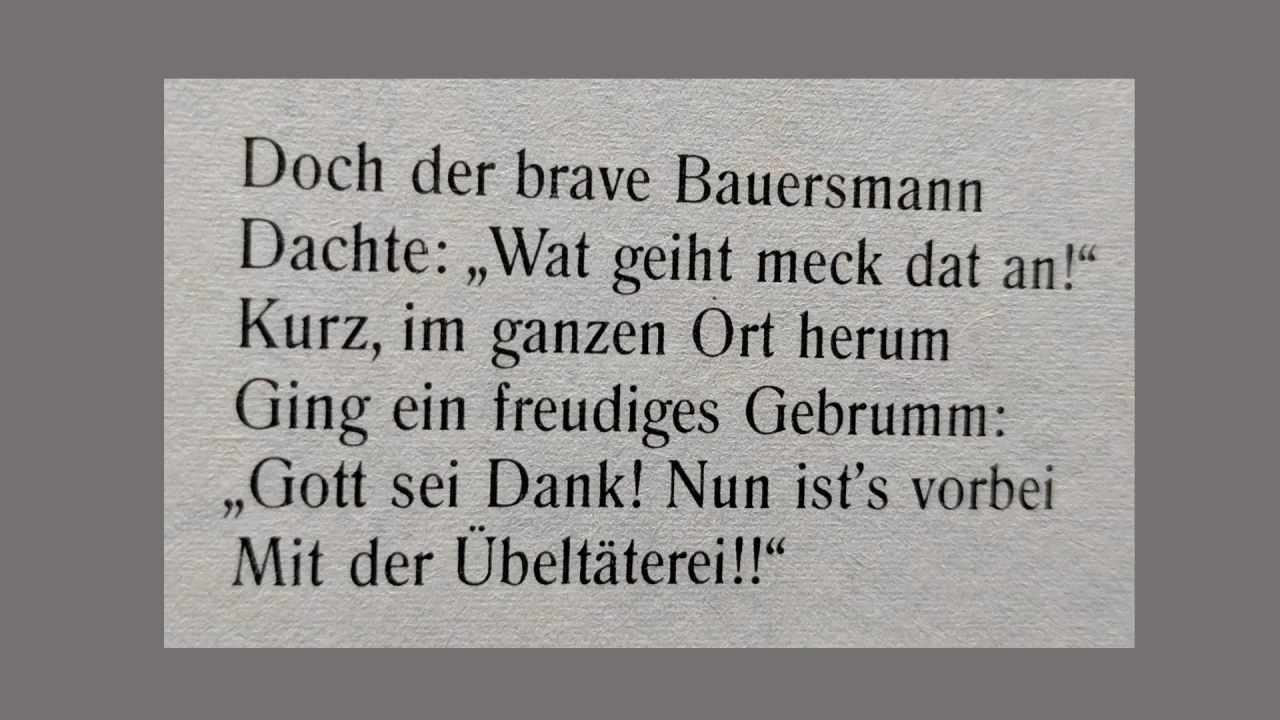 Doch der brave Bauersmann
Dachte: „Wat geiht meck dat an!“
Kurz, im ganzen Ort herum
Ging ein freudiges Gebrumm:
„Gott sei Dank! Nun ist’s vorbei
Mit der Übeltäterei!!“